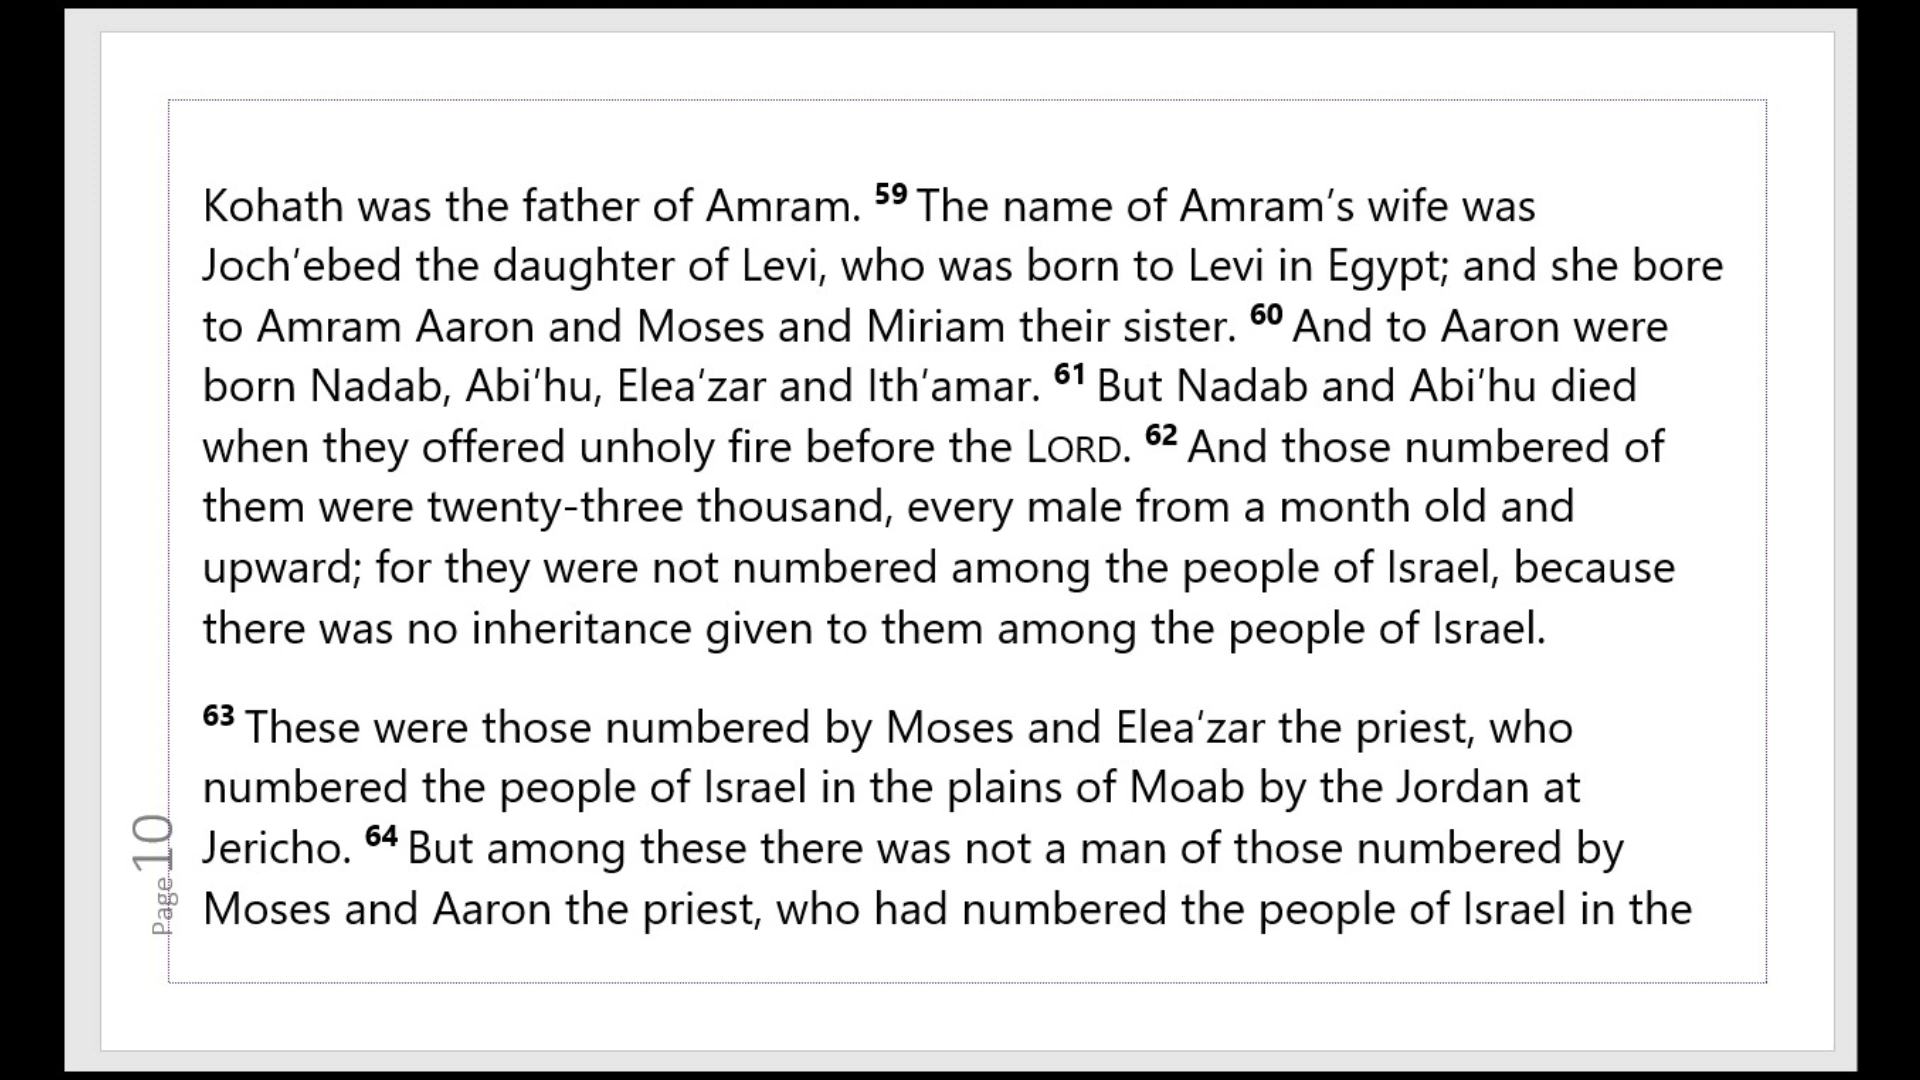 Kohath was the father of Amram. 59 The name of Amram’s wife was
Joch′ebed the daughter of Levi, who was born to Levi in Egypt; and she bore
to Amram Aaron and Moses and Miriam their sister. 60 And to Aaron were
born Nadab, Abi′hu, Elea′zar and Ith′amar. 61 But Nadab and Abi′hu died
when they offered unholy fire before the LORD. 62 And those numbered of
them were twenty-three thousand, every male from a month old and
upward; for they were not numbered among the people of Israel, because
there was no inheritance given to them among the people of Israel.
63 These were those numbered by Moses and Elea′zar the priest, who
numbered the people of Israel in the plains of Moab by the Jordan at
Jericho. 64 But among these there was not a man of those numbered by
Moses and Aaron the priest, who had numbered the people of Israel in the
Page 10